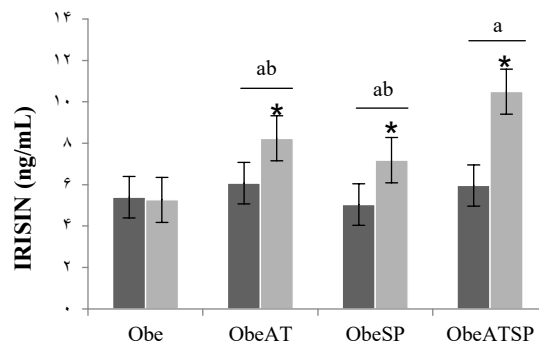 ۱۴
۱۲
۱۰
۸
۶
۴
۲
۰
IRISIN (ng/mL)
ab
*
ab
*
a
*
Obe ObeAT ObeSP ObeATSP